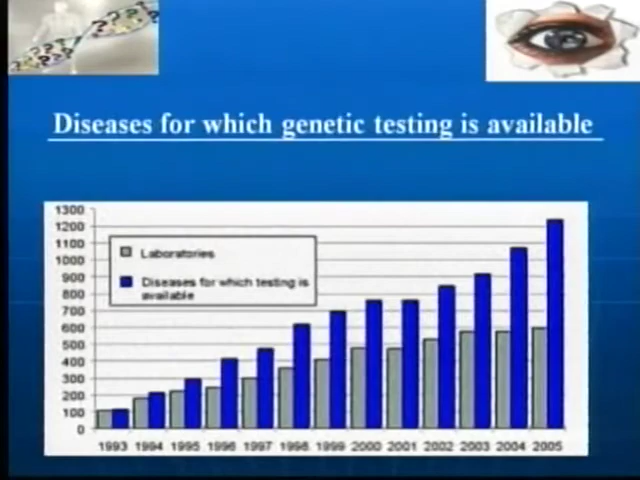 Diseases for which genetic testing is available
1300
1200
1100
1000
900
800
700
600
500
400
300
200
100
0
Laboratories
Diseases for which testing is
available
1993 1994 1995 1996 1997 1998 1999 2000 2001 2002 2003 2004 2005